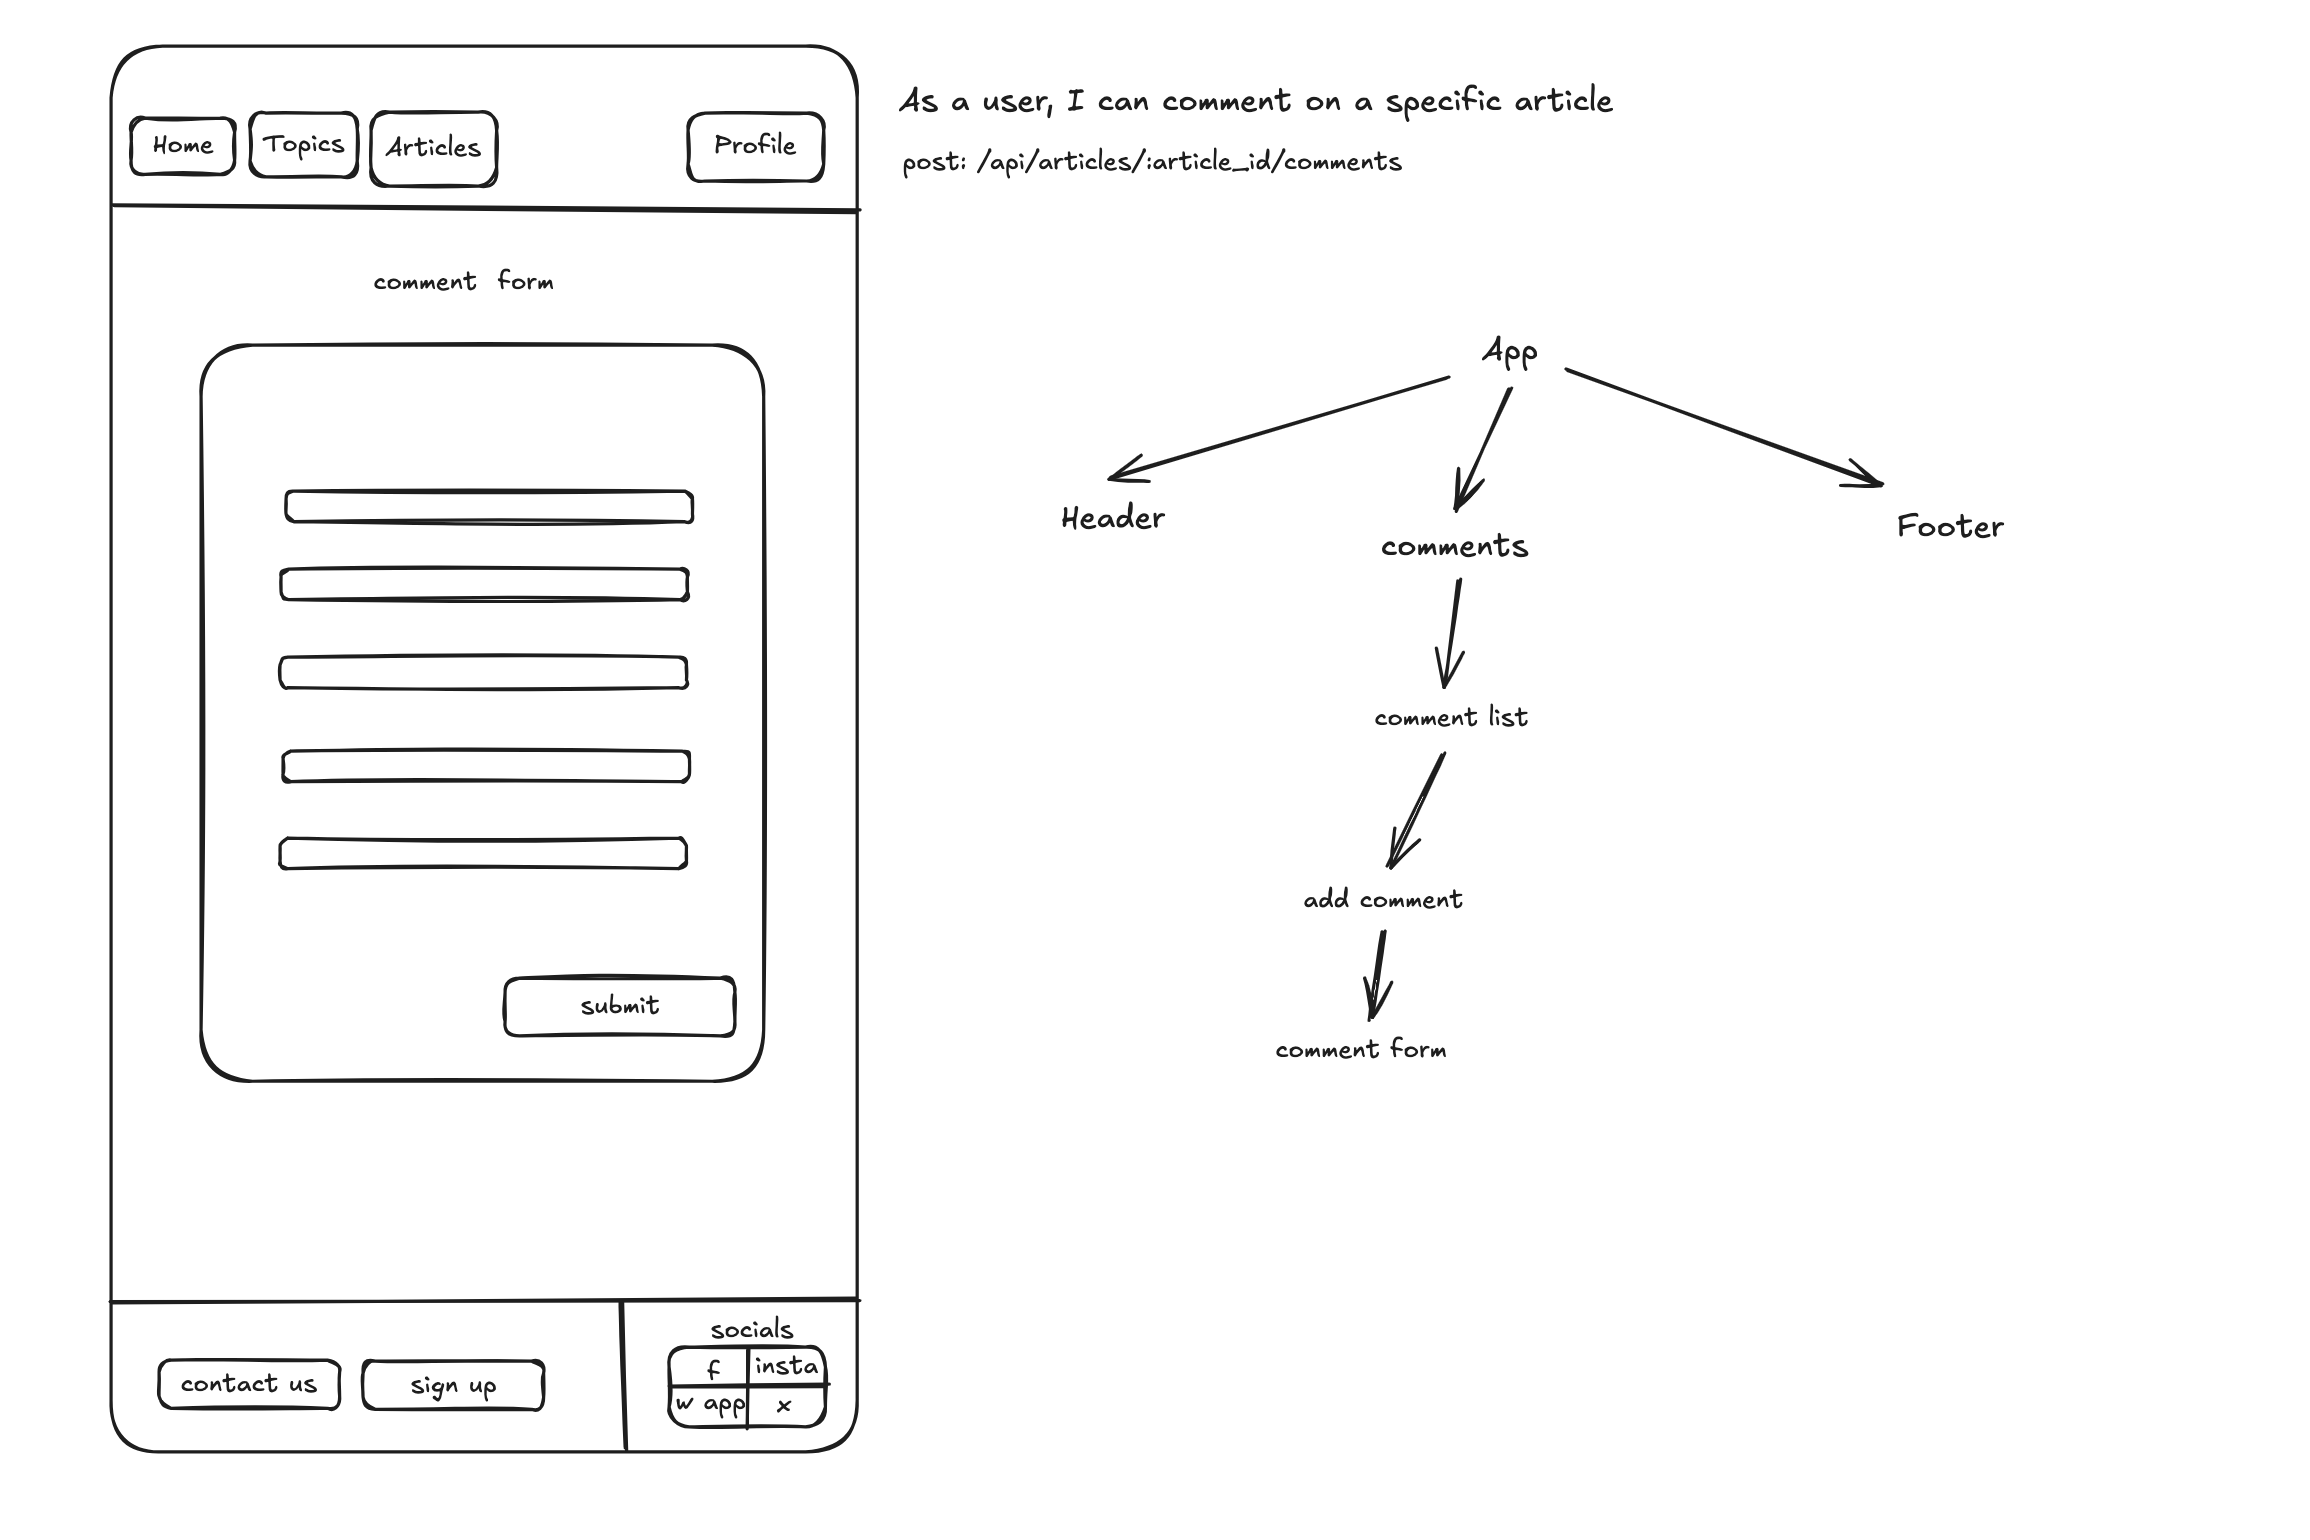 Home Topics Articles Profile
comment form
submit
contact us sign up
socials
f insta
w app x
As a user, I can comment on a specific article
post: /api/articles/:article_id/comments
App
Header comments Footer
comment list
add comment
comment form